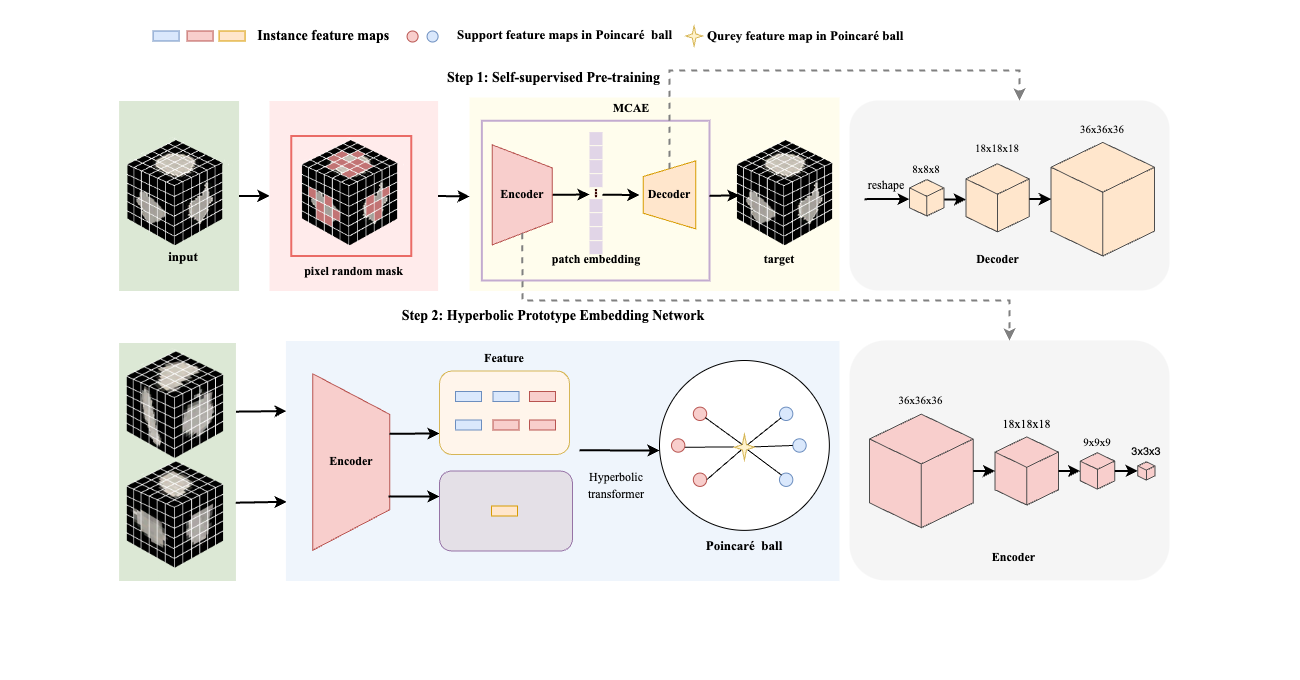 Instance feature maps
Support feature maps in Poincaré ball
Qurey feature map in Poincaré ball
Step 1: Self-supervised Pre-training
MCAE
input
pixel random mask
Encoder
Decoder
patch embedding
target
reshape
8x8x8
18x18x18
36x36x36
Decoder
Step 2: Hyperbolic Prototype Embedding Network
Encoder
Feature
Hyperbolic
transformer
Poincaré ball
36x36x36
18x18x18
9x9x9
3x3x3
Encoder